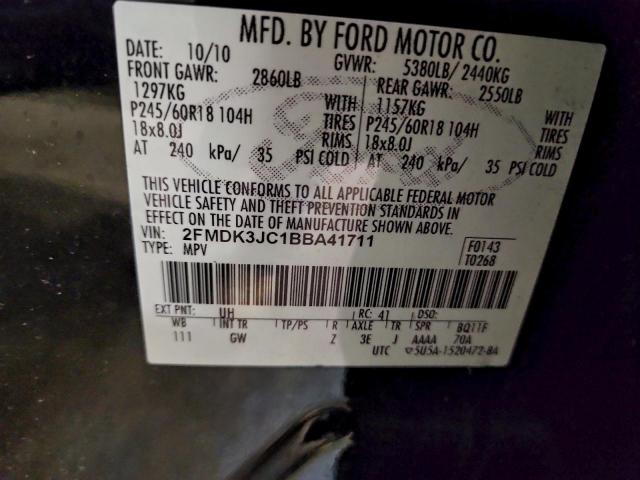 MFD. BY FORD MOTOR CO.
DATE: 10/10 GVWR: 5380LB/ 2440KG
FRONT GAWR: 2860LB REAR GAWR: 2550LB
1297KG WITH 1157KG WITH
P245/60R18 104H TIRES P245/60R18 104H TIRES
18x8.0J RIMS 18x8.0J RIMS
AT 240 kPa/ 35 PSI COLD AT 240 kPa/ 35 PSI COLD
THIS VEHICLE CONFORMS TO ALL APPLICABLE FEDERAL MOTOR
VEHICLE SAFETY AND THEFT PREVENTION STANDARDS IN
EFFECT ON THE DATE OF MANUFACTURE SHOWN ABOVE.
VIN: 2FMDK3JC1BBA41711 F0143
TYPE: MPV T0268
EXT PNT: UH RC: 41 DSO:
WB INT TR TP/PS R AXLE TR SPR BQ11F
111 GW Z 3E J AAAA 70A
UTC 5U5A-1520472-BA